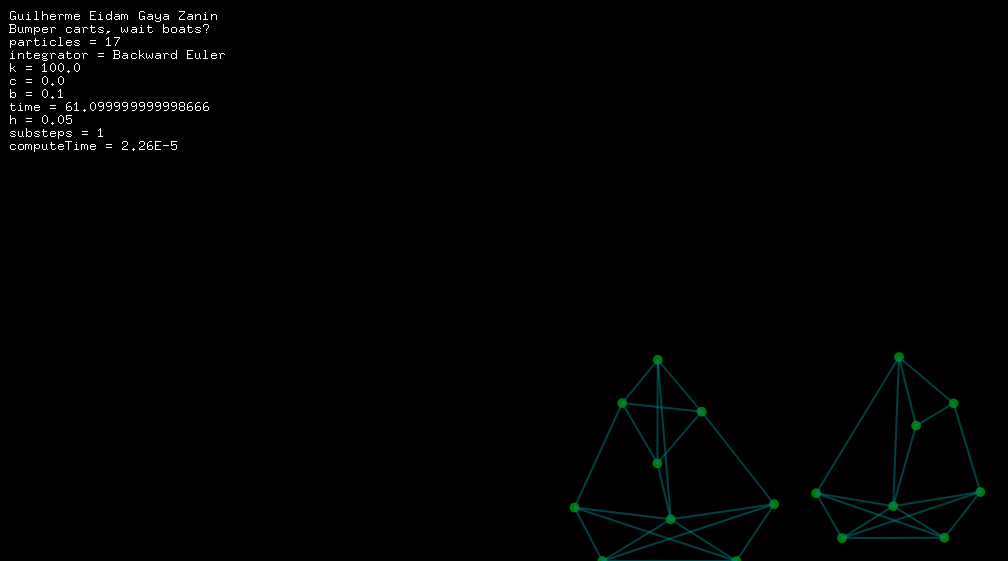 Guilherme Eidam Gaya Zanin
Bumper carts, wait boats?
particles = 17
integrator = Backward Euler
k = 100.0
c = 0.0
b = 0.1
time = 61.099999999998666
h = 0.05
substeps = 1
computeTime = 2.26E-5